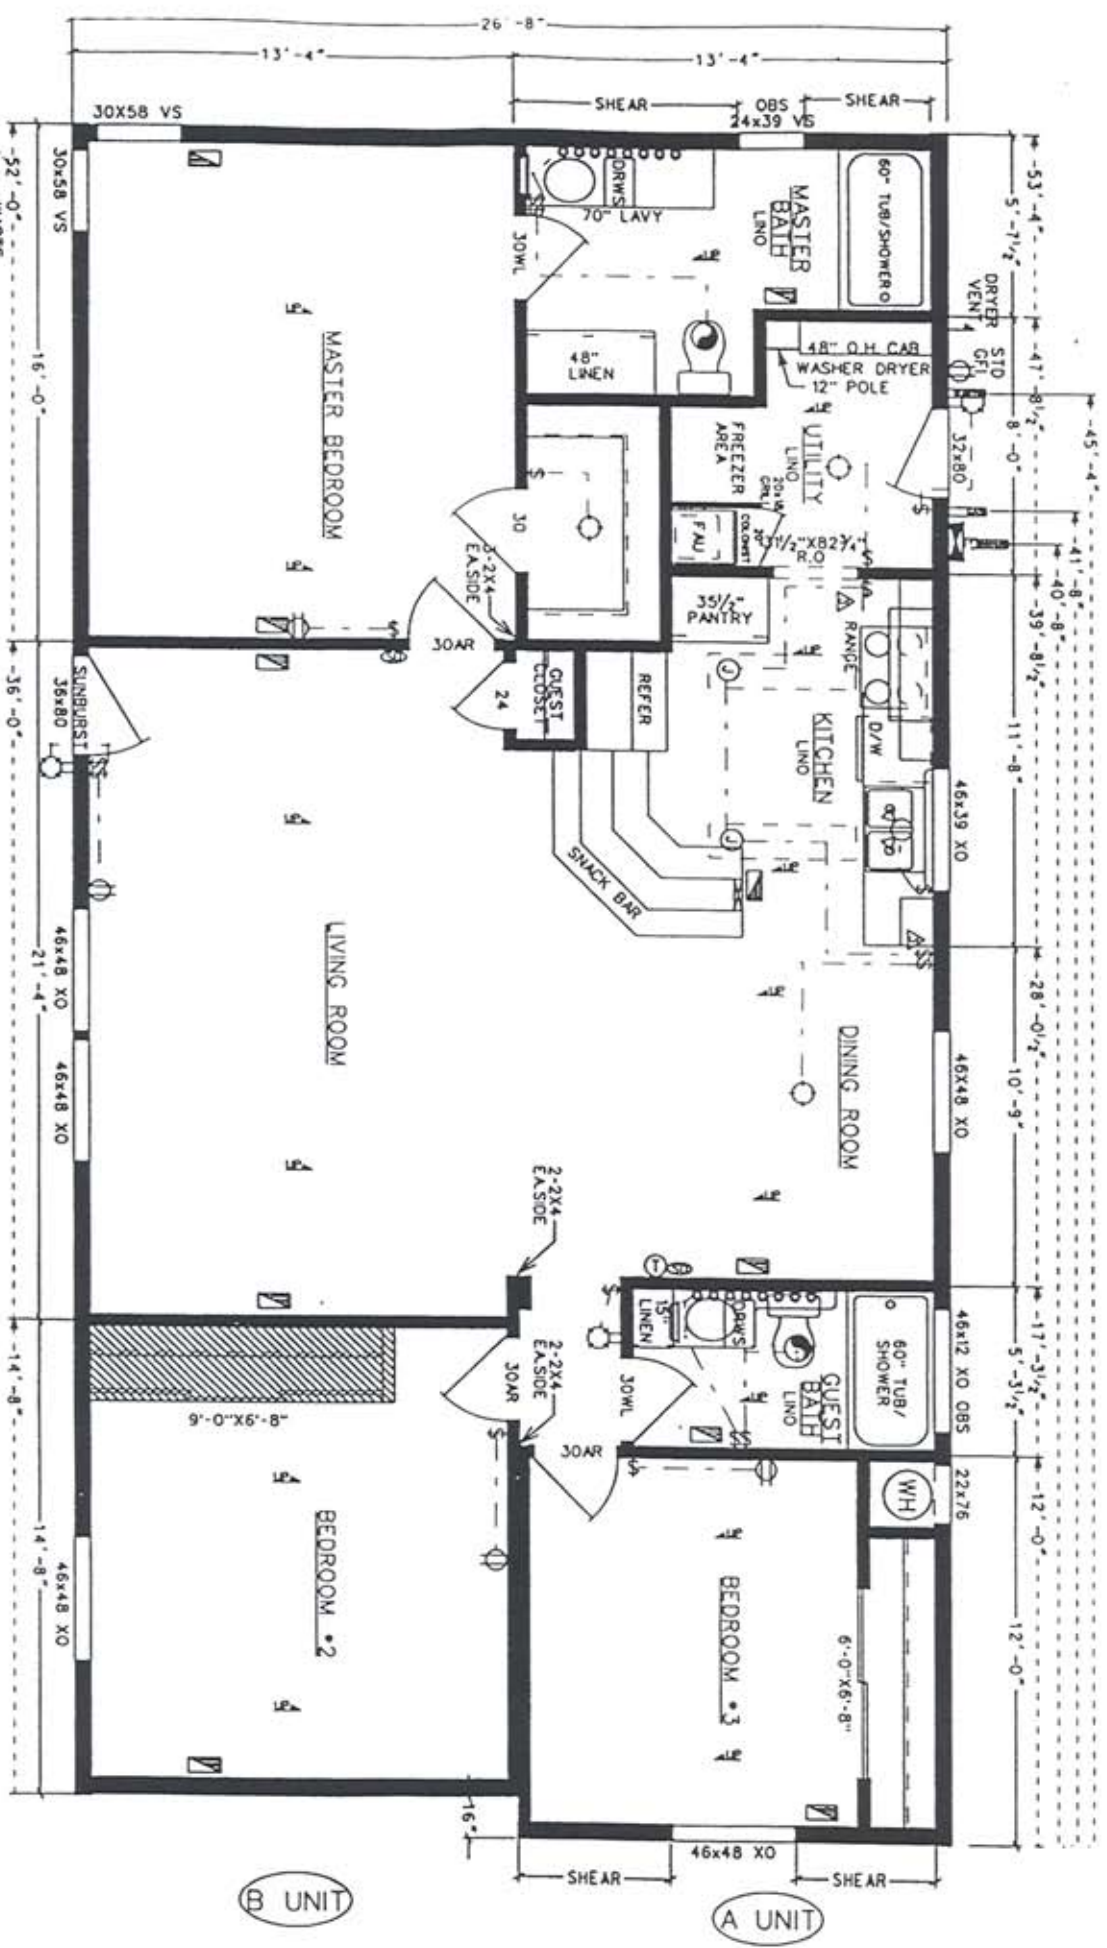 26'-8"
13'-4"
13'-4"
SHEAR
OBS
24x39 VS
SHEAR
30X58 VS
30x58 VS
-52'-0"
16'-0"
-53'-4"
5'-7½"
DRYER
VENT
STD
GFI
-47'-8½"
8'-0"
-45'-4"
-41'-8"
-40'-8"
-39'-8½"
32x80
60" TUB/SHOWER
MASTER
BATH
LINO
DRWS
70" LAVY
30WL
48"
LINEN
48" O.H. CAB
WASHER DRYER
12" POLE
UTILITY
LINO
FREEZER
AREA
20x18
GRILL
COLONIST
20"
FAU
31½"X82¾"
R.O
MASTER BEDROOM
30
3-2X4
EA.SIDE
30AR
35½"
PANTRY
RANGE
REFER
GUEST
CLOSET
24
KITCHEN
LINO
D/W
11'-8
46x39 XO
SNACK BAR
SUNBURST
36x80
-36'-0"
21'-4"
46x48 XO
46x48 XO
LIVING ROOM
DINING ROOM
46X48 XO
-28'-0½"
10'-9"
2-2X4
EA.SIDE
T
SD
15"
LINEN
DRWS
GUEST
BATH
LINO
60" TUB/
SHOWER
46x12 XO OBS
-17'-3½"
5'-3½"
2-2X4
EA.SIDE
30AR
30WL
30AR
9'-0"X6'-8"
WH
22x76
-12'-0"
12'-0"
BEDROOM #2
BEDROOM #3
6'-0"X6'-8"
-14'-8"
14'-8"
46x48 XO
16"
46x48 XO
SHEAR
SHEAR
B UNIT
A UNIT